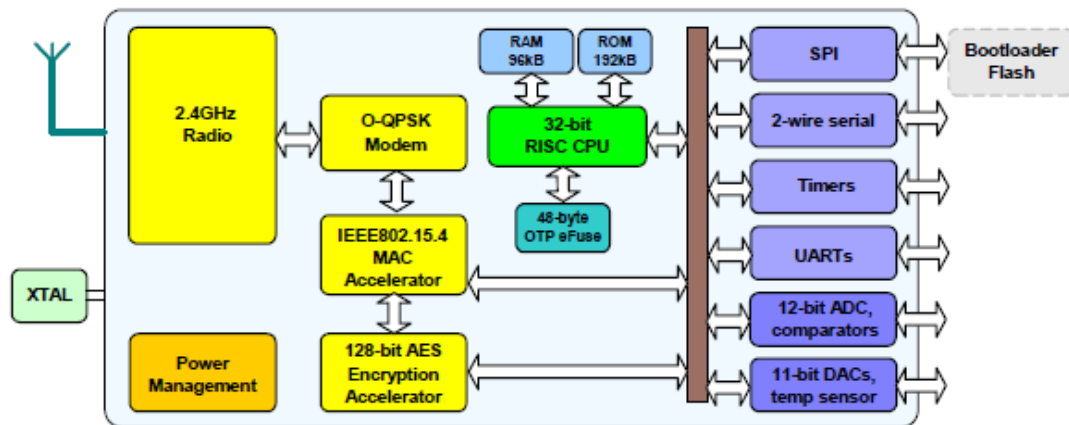 RAM
96kB
ROM
192kB
SPI
Bootloader
Flash
2.4GHz
Radio
O-QPSK
Modem
32-bit
RISC CPU
2-wire serial
Timers
48-byte
OTP eFuse
IEEE802.15.4
MAC
Accelerator
UARTs
XTAL
12-bit ADC,
comparators
Power
Management
128-bit AES
Encryption
Accelerator
11-bit DACs,
temp sensor